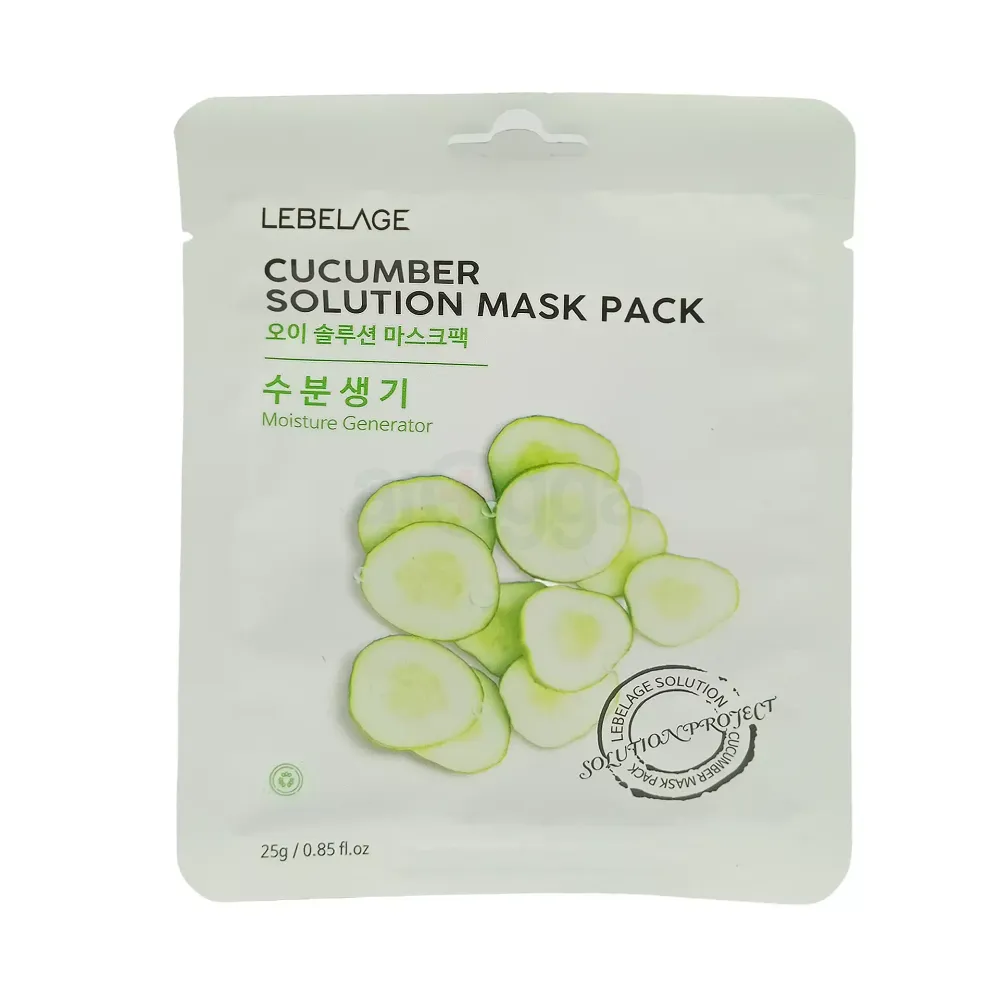 LEBELAGE
CUCUMBER
SOLUTION MASK PACK
오이 솔루션 마스크팩
수분생기
Moisture Generator
arogga
LEBELAGE SOLUTION
SOLUTION PROJECT
CUCUMBER MASK PACK
25g / 0.85 fl.oz